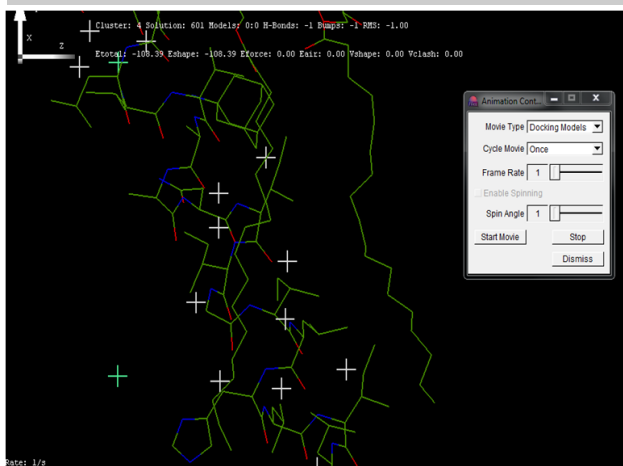 Cluster: 4 Solution: 601 Models: 0:0 H-Bonds: -1 Bumps: -1 RMS: -1.00
X
Z
Etotal: -108.39 Eshape: -108.39 Eforce: 0.00 Eair: 0.00 Vshape: 0.00 Vclash: 0.00
Animation Cont...
Movie Type Docking Models
Cycle Movie Once
Frame Rate 1
Enable Spinning
Spin Angle 1
Start Movie Stop
Dismiss
Rate: 1/s